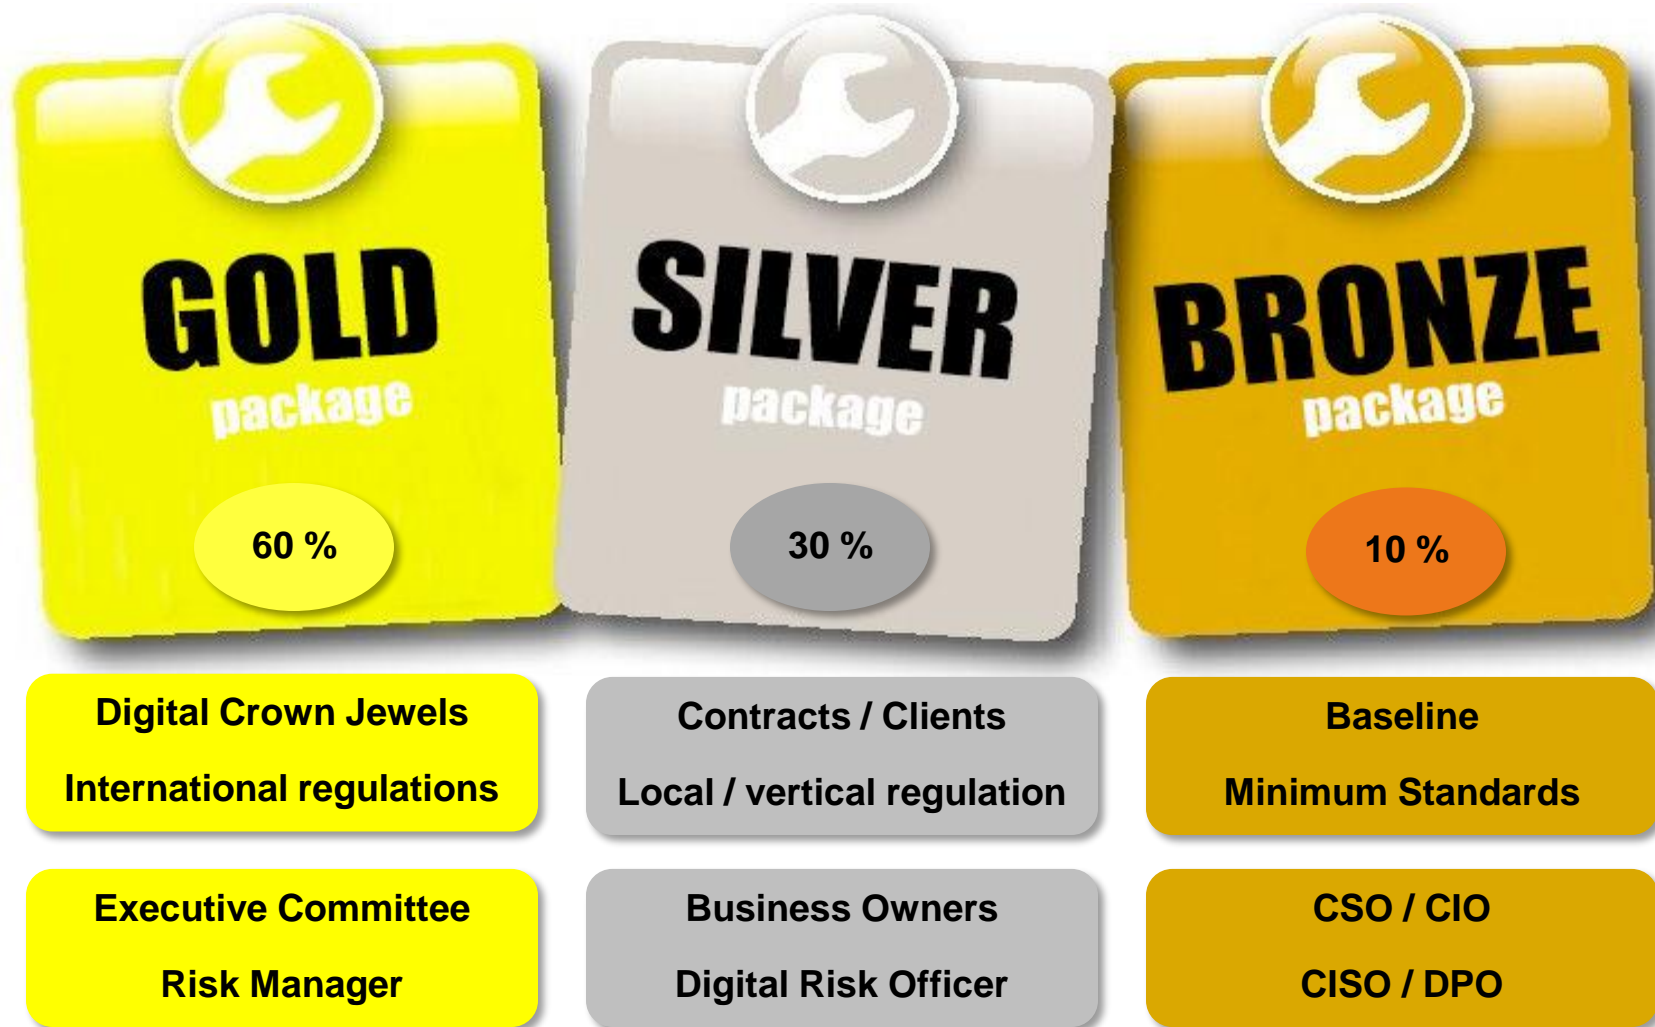 GOLD
package
60 %
SILVER
package
30 %
BRONZE
package
10 %
Digital Crown Jewels
International regulations
Contracts / Clients
Local / vertical regulation
Baseline
Minimum Standards
Executive Committee
Risk Manager
Business Owners
Digital Risk Officer
CSO / CIO
CISO / DPO